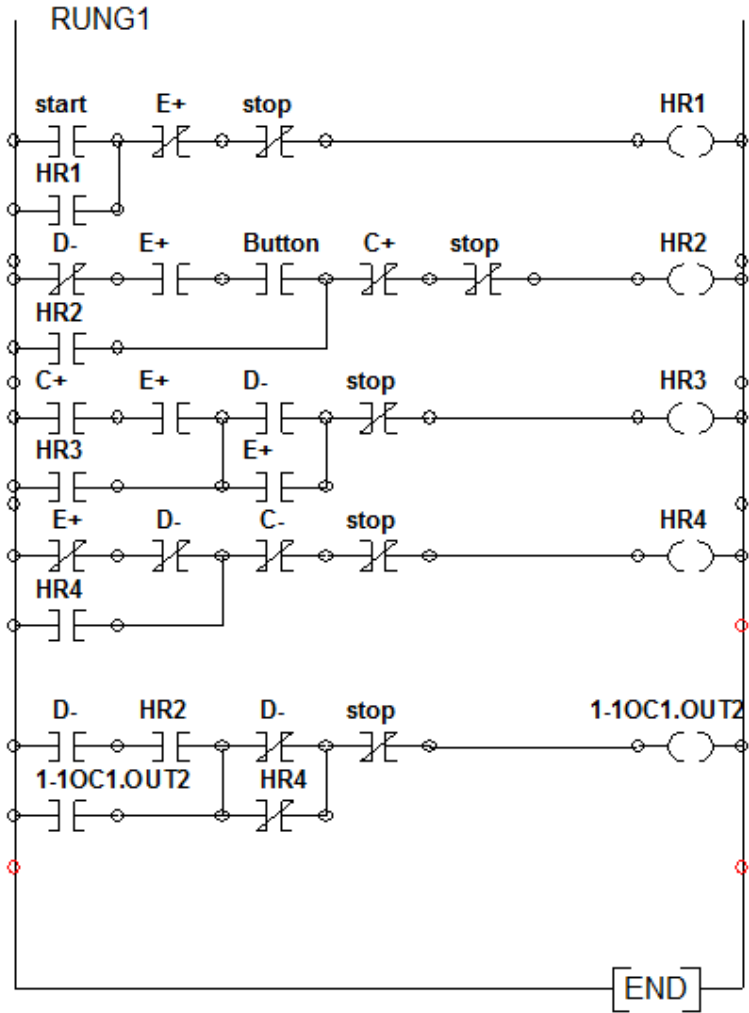 RUNG1
start E+ stop HR1
HR1
D- E+ Button C+ stop HR2
HR2
C+ E+ D- stop HR3
HR3 E+
E+ D- C- stop HR4
HR4
D- HR2 D- stop 1-1OC1.OUT2
1-1OC1.OUT2 HR4
END